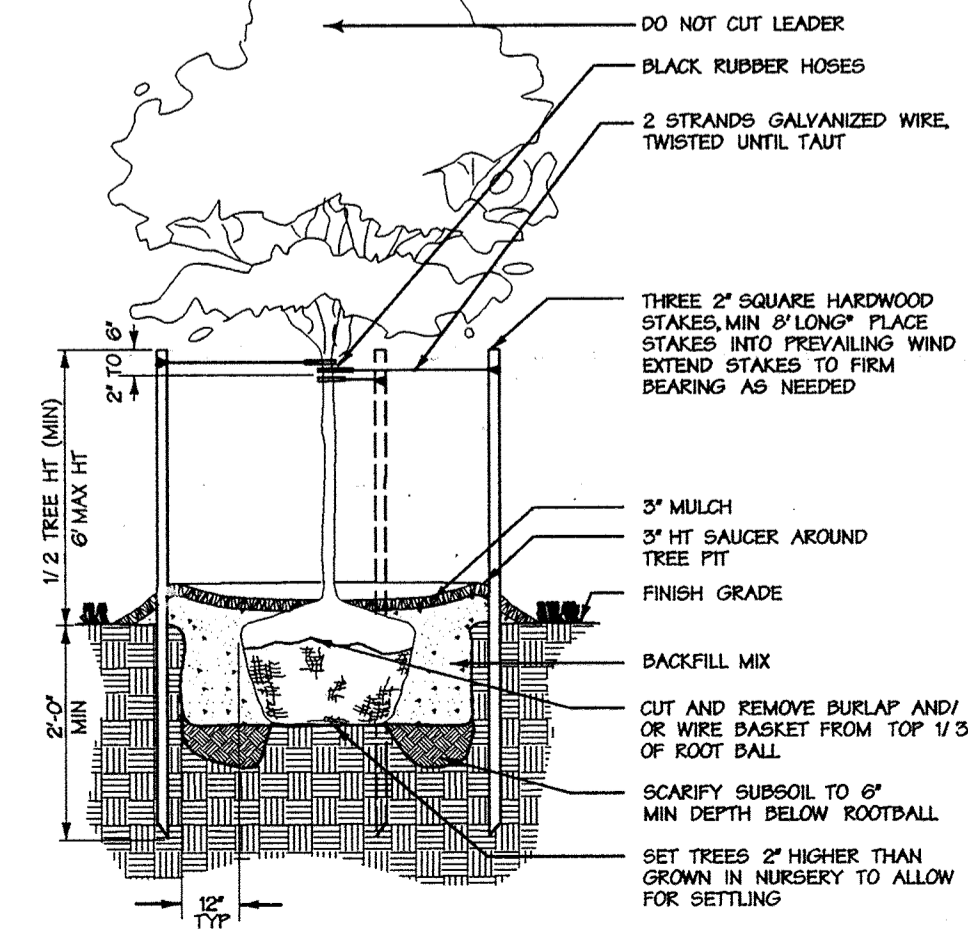 DO NOT CUT LEADER
BLACK RUBBER HOSES
2 STRANDS GALVANIZED WIRE,
TWISTED UNTIL TAUT
THREE 2" SQUARE HARDWOOD
STAKES, MIN 8' LONG" PLACE
STAKES INTO PREVAILING WIND
EXTEND STAKES TO FIRM
BEARING AS NEEDED
2" TO 6"
1/2 TREE HT (MIN)
6' MAX HT
3" MULCH
3" HT SAUCER AROUND
TREE PIT
FINISH GRADE
BACKFILL MIX
2'-0"
MIN
CUT AND REMOVE BURLAP AND/
OR WIRE BASKET FROM TOP 1/3
OF ROOT BALL
SCARIFY SUBSOIL TO 6"
MIN DEPTH BELOW ROOTBALL
SET TREES 2" HIGHER THAN
GROWN IN NURSERY TO ALLOW
FOR SETTLING
12"
TYP